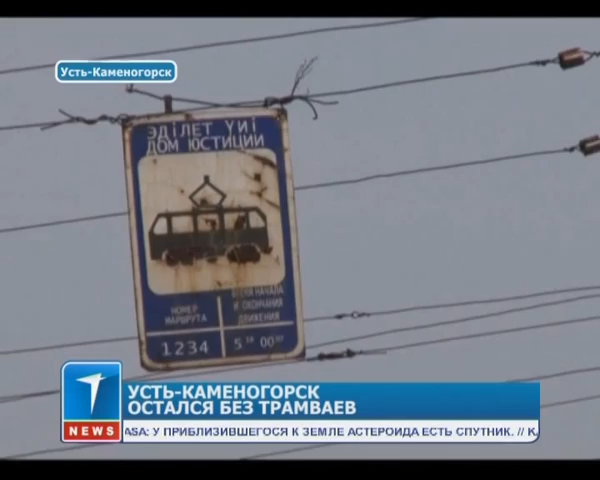 Усть-Каменогорск
ӘДІЛЕТ ҮЙІ
ДОМ ЮСТИЦИИ
НОМЕР
МАРШРУТА
ВРЕМЯ НАЧАЛА
И ОКОНЧАНИЯ
ДВИЖЕНИЯ
1234
УСТЬ-КАМЕНОГОРСК
ОСТАЛСЯ БЕЗ ТРАМВАЕВ
NEWS
ASA: У ПРИБЛИЗИВШЕГОСЯ К ЗЕМЛЕ АСТЕРОИДА ЕСТЬ СПУТНИК. //